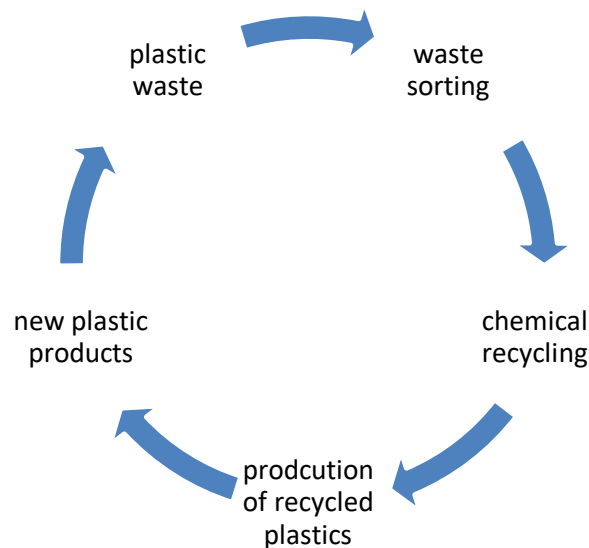 plastic
waste
waste
sorting
chemical
recycling
prodcution
of recycled
plastics
new plastic
products